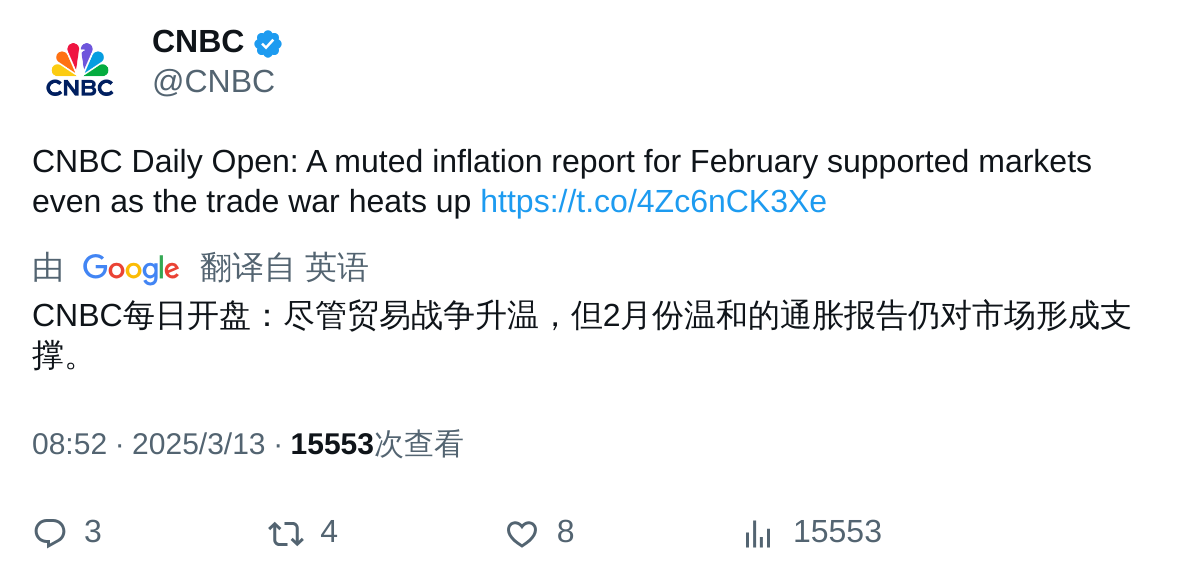 CNBC
CNBC
@CNBC
CNBC Daily Open: A muted inflation report for February supported markets
even as the trade war heats up https://t.co/4Zc6nCK3Xe
由 Google 翻译自 英语
CNBC每日开盘：尽管贸易战争升温，但2月份温和的通胀报告仍对市场形成支
撑。
08:52 · 2025/3/13 · 15553次查看
3 4 8 15553